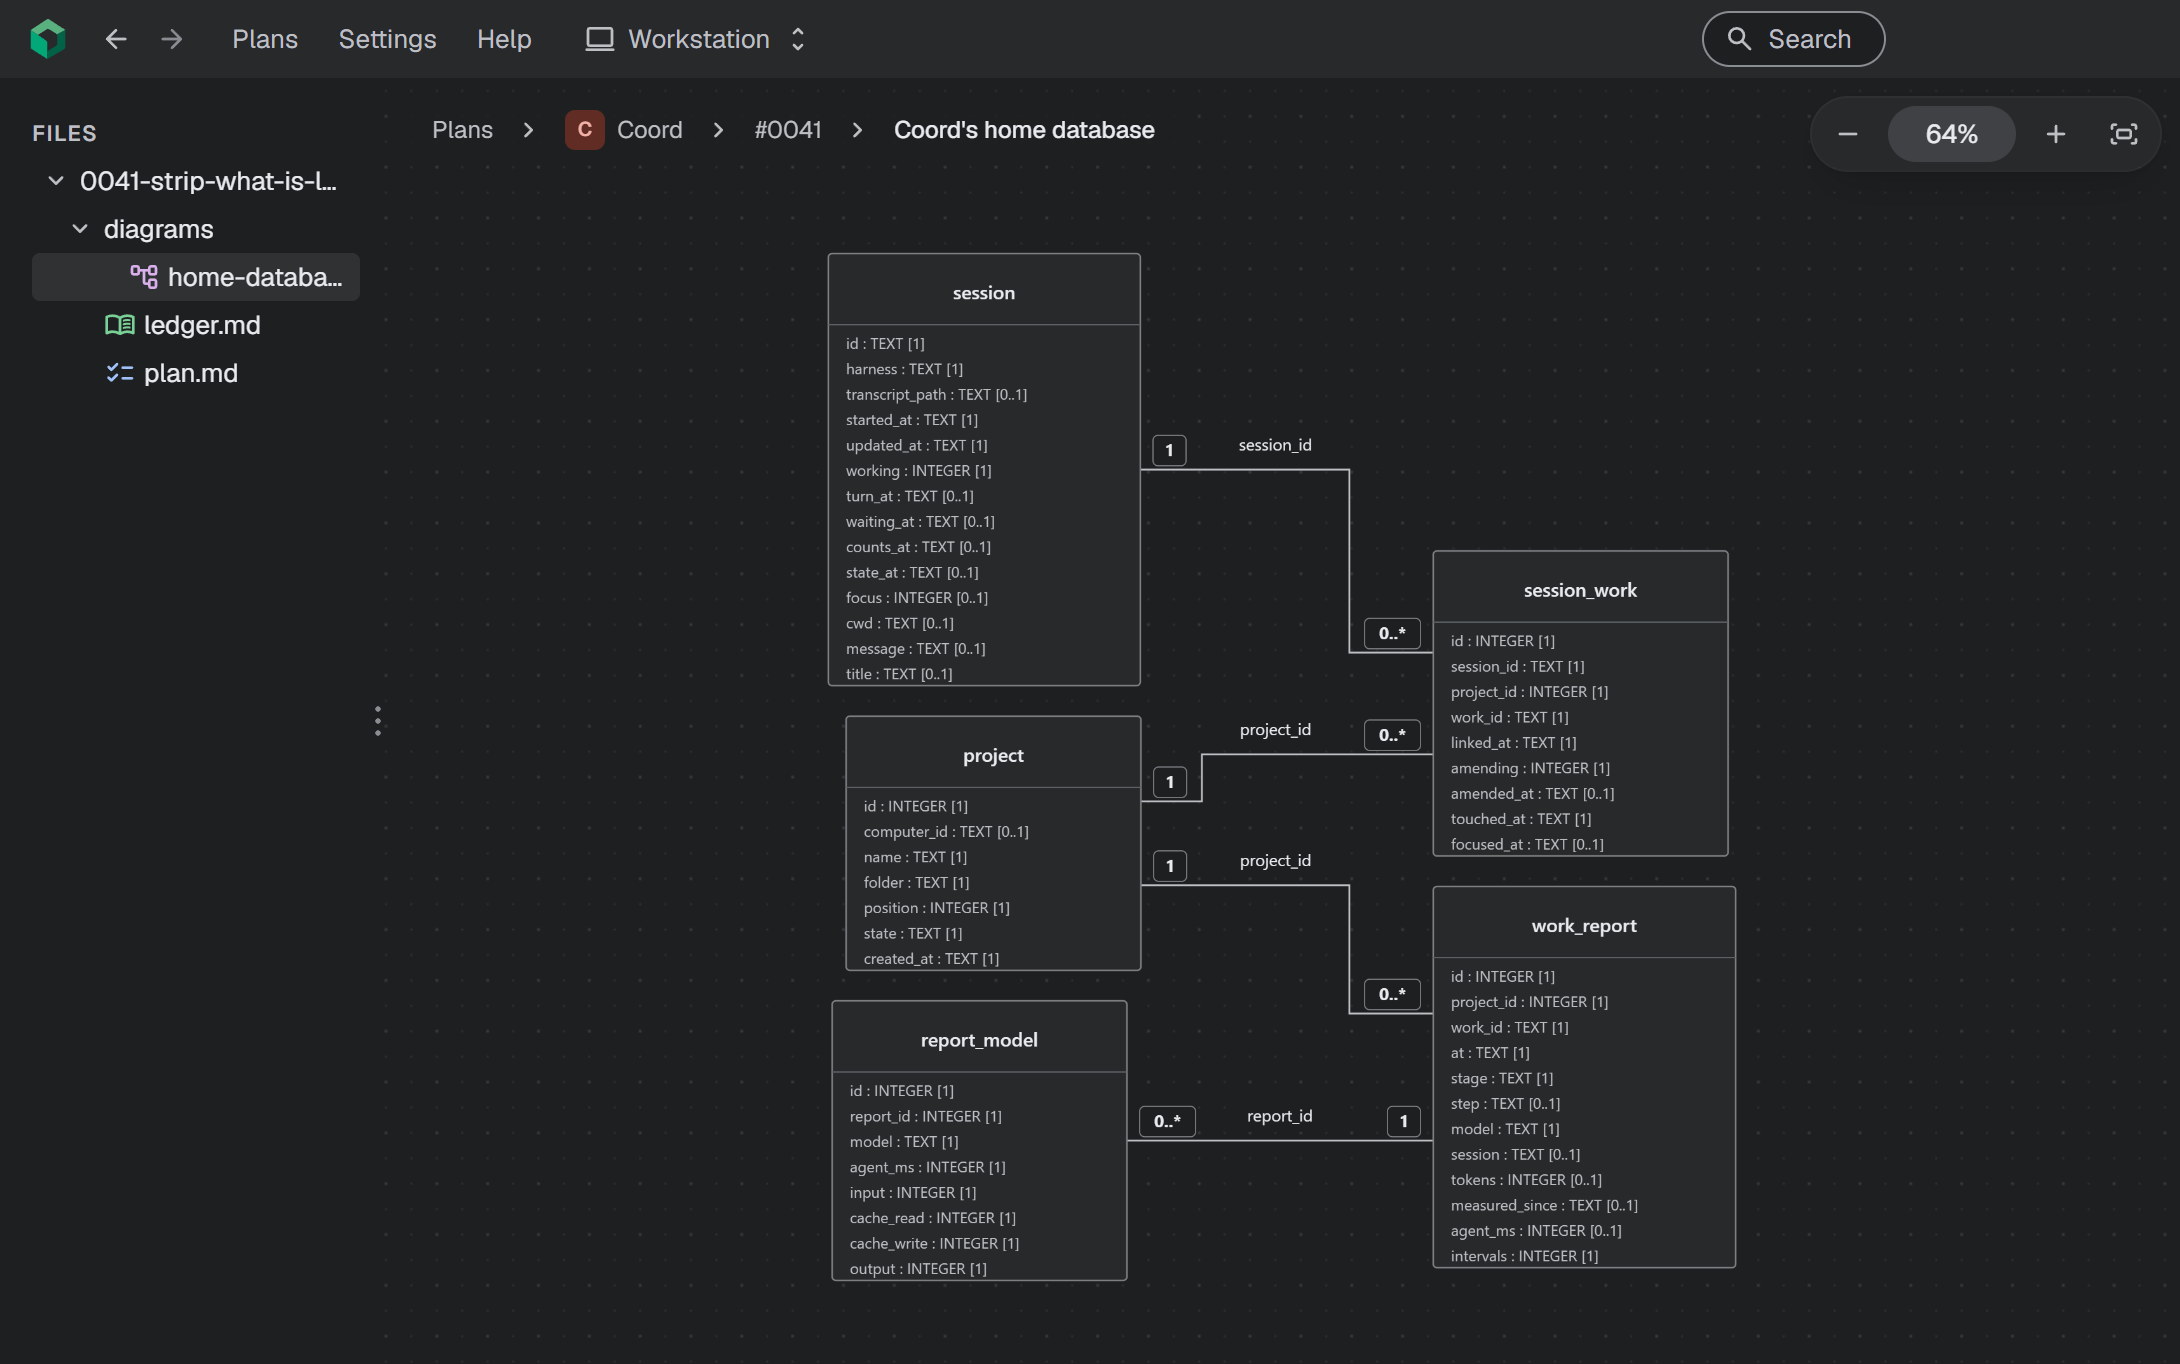 Plans
Settings
Help
Workstation
Search
FILES
0041-strip-what-is-l...
diagrams
home-databa...
ledger.md
plan.md
Plans
C
Coord
#0041
Coord's home database
64%
session
id : TEXT [1]
harness : TEXT [1]
transcript_path : TEXT [0..1]
started_at : TEXT [1]
updated_at : TEXT [1]
working : INTEGER [1]
turn_at : TEXT [0..1]
waiting_at : TEXT [0..1]
counts_at : TEXT [0..1]
state_at : TEXT [0..1]
focus : INTEGER [0..1]
cwd : TEXT [0..1]
message : TEXT [0..1]
title : TEXT [0..1]
1
session_id
0..*
session_work
id : INTEGER [1]
session_id : TEXT [1]
project_id : INTEGER [1]
work_id : TEXT [1]
linked_at : TEXT [1]
amending : INTEGER [1]
amended_at : TEXT [0..1]
touched_at : TEXT [1]
focused_at : TEXT [0..1]
project
id : INTEGER [1]
computer_id : TEXT [0..1]
name : TEXT [1]
folder : TEXT [1]
position : INTEGER [1]
state : TEXT [1]
created_at : TEXT [1]
1
project_id
0..*
1
project_id
0..*
work_report
id : INTEGER [1]
project_id : INTEGER [1]
work_id : TEXT [1]
at : TEXT [1]
stage : TEXT [1]
step : TEXT [0..1]
model : TEXT [1]
session : TEXT [0..1]
tokens : INTEGER [0..1]
measured_since : TEXT [0..1]
agent_ms : INTEGER [0..1]
intervals : INTEGER [1]
report_model
id : INTEGER [1]
report_id : INTEGER [1]
model : TEXT [1]
agent_ms : INTEGER [1]
input : INTEGER [1]
cache_read : INTEGER [1]
cache_write : INTEGER [1]
output : INTEGER [1]
0..*
report_id
1